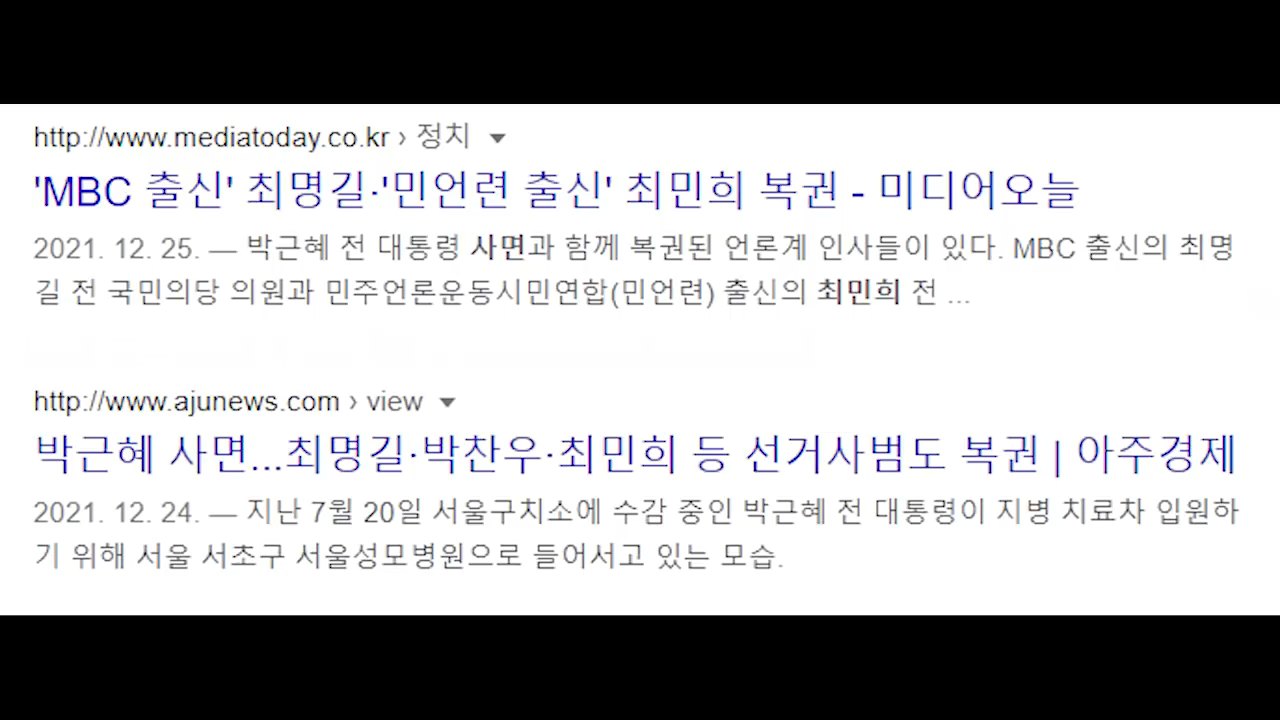 http://www.mediatoday.co.kr › 정치
'MBC 출신' 최명길·'민언련 출신' 최민희 복권 - 미디어오늘
2021. 12. 25. — 박근혜 전 대통령 사면과 함께 복권된 언론계 인사들이 있다. MBC 출신의 최명
길 전 국민의당 의원과 민주언론운동시민연합(민언련) 출신의 최민희 전 ...
http://www.ajunews.com › view
박근혜 사면...최명길·박찬우·최민희 등 선거사범도 복권 | 아주경제
2021. 12. 24. — 지난 7월 20일 서울구치소에 수감 중인 박근혜 전 대통령이 지병 치료차 입원하
기 위해 서울 서초구 서울성모병원으로 들어서고 있는 모습.